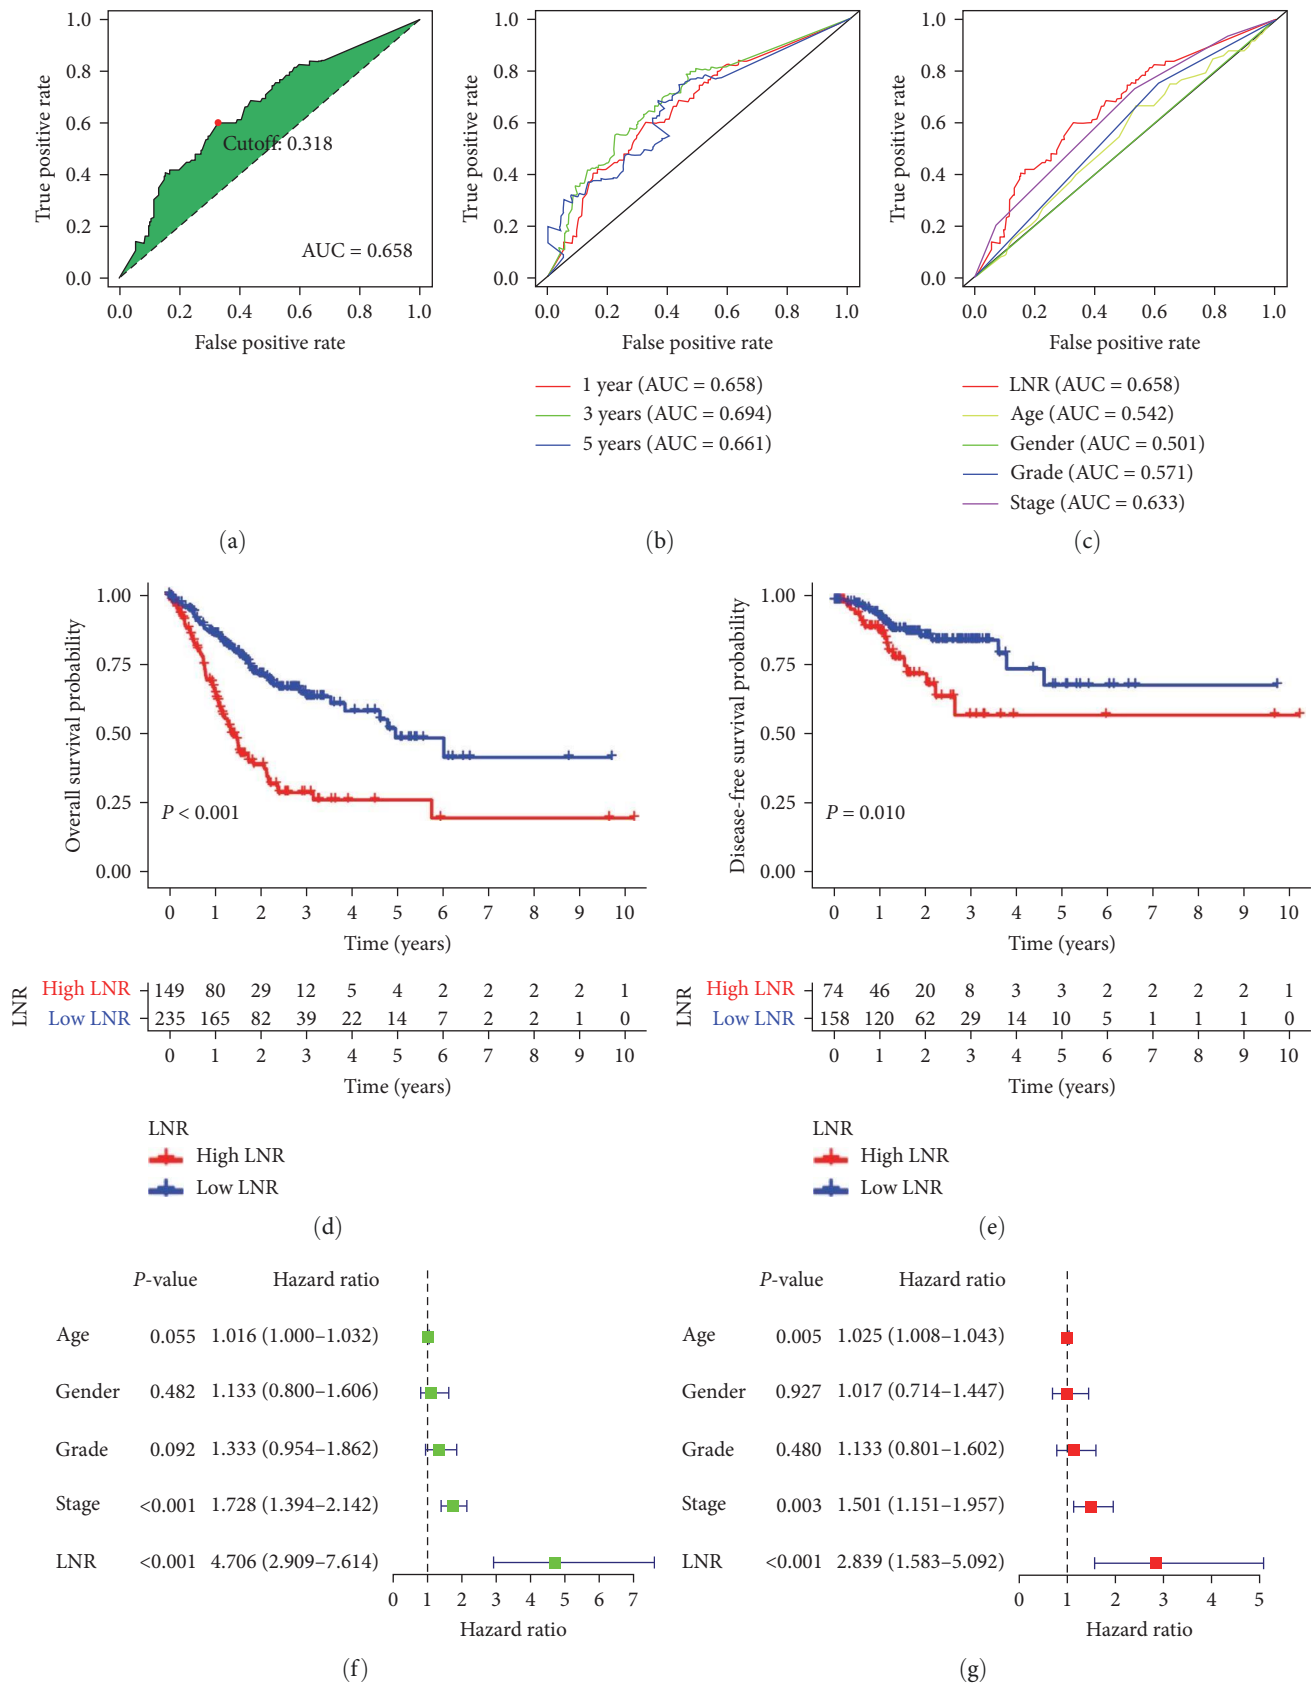 1.0
0.8
0.6
0.4
0.2
0.0
True positive rate
Cutoff: 0.318
AUC = 0.658
0.0 0.2 0.4 0.6 0.8 1.0
False positive rate
(a)
1.0
0.8
0.6
0.4
0.2
0.0
True positive rate
0.0 0.2 0.4 0.6 0.8 1.0
False positive rate
1 year (AUC = 0.658)
3 years (AUC = 0.694)
5 years (AUC = 0.661)
(b)
1.0
0.8
0.6
0.4
0.2
0.0
True positive rate
0.0 0.2 0.4 0.6 0.8 1.0
False positive rate
LNR (AUC = 0.658)
Age (AUC = 0.542)
Gender (AUC = 0.501)
Grade (AUC = 0.571)
Stage (AUC = 0.633)
(c)
1.00
0.75
0.50
0.25
0.00
Overall survival probability
P < 0.001
0 1 2 3 4 5 6 7 8 9 10
Time (years)
LNR
High LNR 149 80 29 12 5 4 2 2 2 2 1
Low LNR 235 165 82 39 22 14 7 2 2 1 0
0 1 2 3 4 5 6 7 8 9 10
Time (years)
LNR
High LNR
Low LNR
(d)
1.00
0.75
0.50
0.25
0.00
Disease-free survival probability
P = 0.010
0 1 2 3 4 5 6 7 8 9 10
Time (years)
LNR
High LNR 74 46 20 8 3 3 2 2 2 2 1
Low LNR 158 120 62 29 14 10 5 1 1 1 0
0 1 2 3 4 5 6 7 8 9 10
Time (years)
LNR
High LNR
Low LNR
(e)
P-value Hazard ratio
Age 0.055 1.016 (1.000–1.032)
Gender 0.482 1.133 (0.800–1.606)
Grade 0.092 1.333 (0.954–1.862)
Stage <0.001 1.728 (1.394–2.142)
LNR <0.001 4.706 (2.909–7.614)
0 1 2 3 4 5 6 7
Hazard ratio
(f)
P-value Hazard ratio
Age 0.005 1.025 (1.008–1.043)
Gender 0.927 1.017 (0.714–1.447)
Grade 0.480 1.133 (0.801–1.602)
Stage 0.003 1.501 (1.151–1.957)
LNR <0.001 2.839 (1.583–5.092)
0 1 2 3 4 5
Hazard ratio
(g)